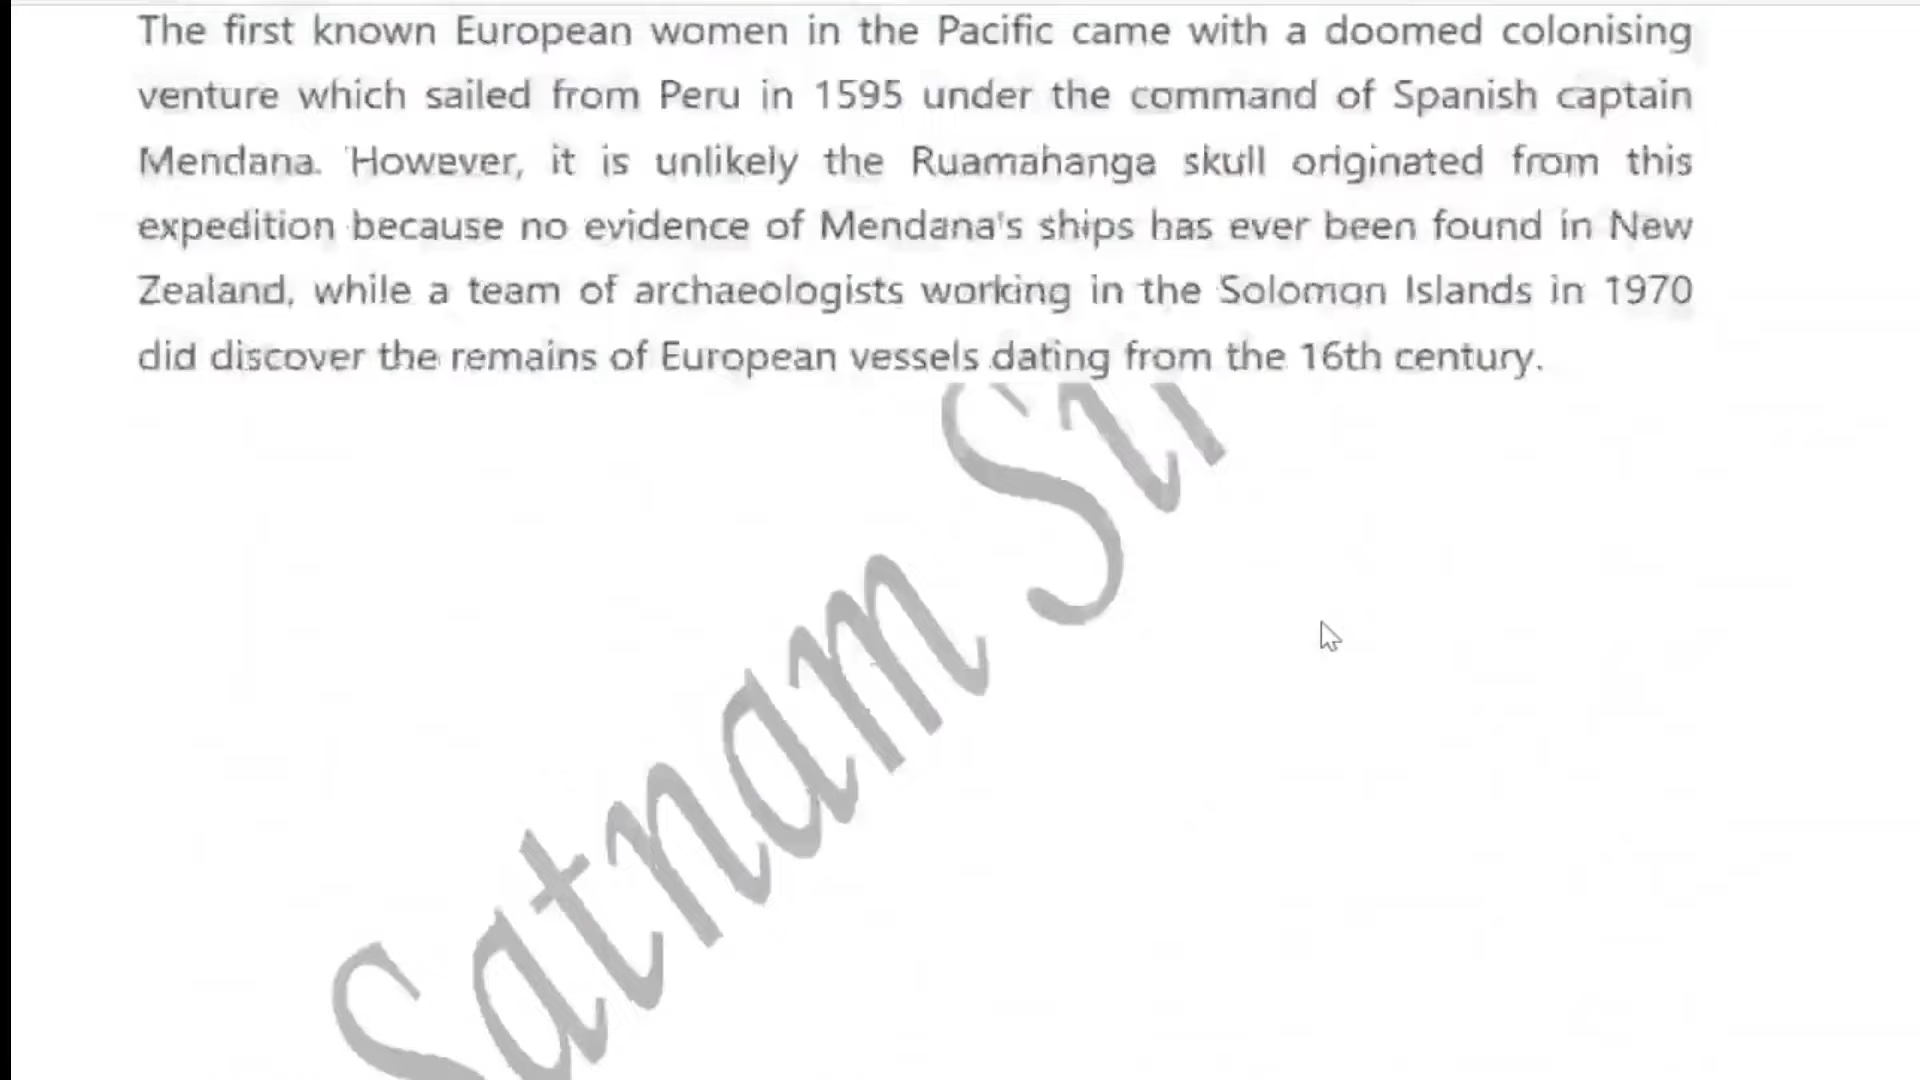 The first known European women in the Pacific came with a doomed colonising
venture which sailed from Peru in 1595 under the command of Spanish captain
Mendana. However, it is unlikely the Ruamahanga skull originated from this
expedition because no evidence of Mendana's ships has ever been found in New
Zealand, while a team of archaeologists working in the Solomon Islands in 1970
did discover the remains of European vessels dating from the 16th century.
Satnam Sir